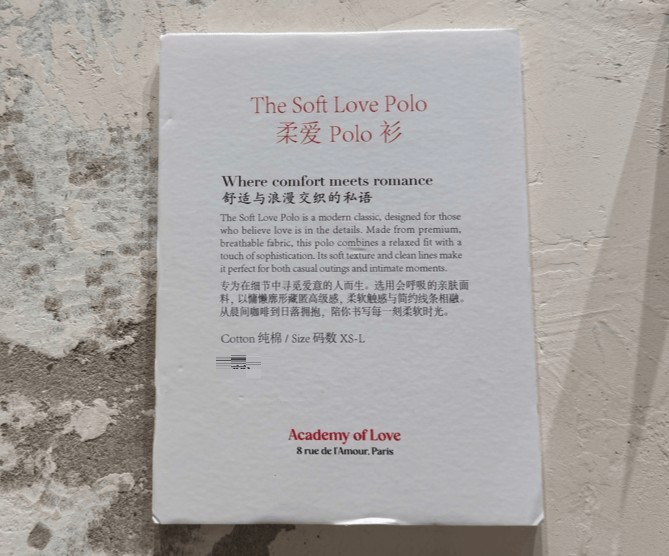 The Soft Love Polo
柔爱 Polo 衫
Where comfort meets romance
舒适与浪漫交织的私语
The Soft Love Polo is a modern classic, designed for those
who believe love is in the details. Made from premium,
breathable fabric, this polo combines a relaxed fit with a
touch of sophistication. Its soft texture and clean lines make
it perfect for both casual outings and intimate moments.
专为在细节中寻觅爱意的人而生。选用会呼吸的亲肤面
料，以慵懒廓形藏匿高级感，柔软触感与简约线条相融。
从晨间咖啡到日落拥抱，陪你书写每一刻柔软时光。
Cotton 纯棉 / Size 码数 XS-L
Academy of Love
8 rue de l'Amour, Paris